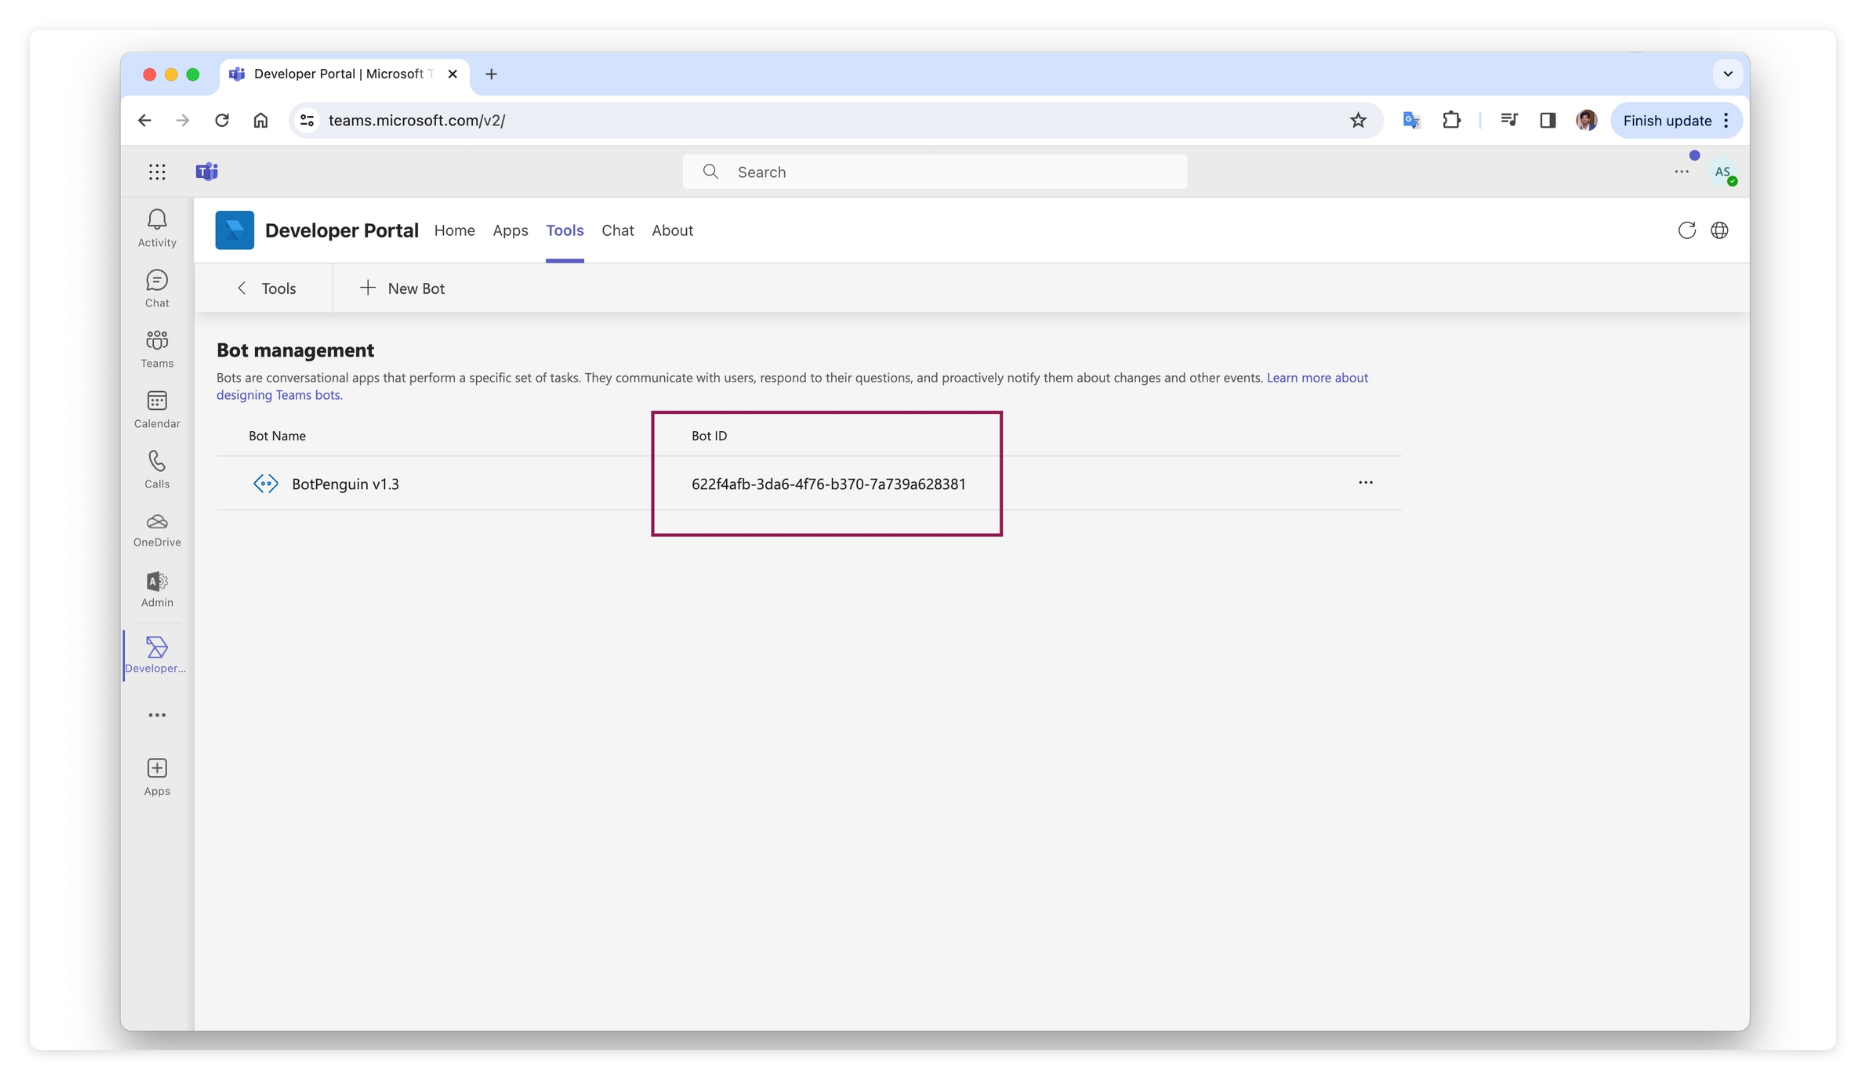 Developer Portal | Microsoft T
teams.microsoft.com/v2/
Finish update
Search
AS
Activity
Chat
Teams
Calendar
Calls
OneDrive
Admin
Developer...
Apps
Developer Portal Home Apps Tools Chat About
Tools New Bot
Bot management
Bots are conversational apps that perform a specific set of tasks. They communicate with users, respond to their questions, and proactively notify them about changes and other events. Learn more about
designing Teams bots.
Bot Name Bot ID
BotPenguin v1.3 622f4afb-3da6-4f76-b370-7a739a628381